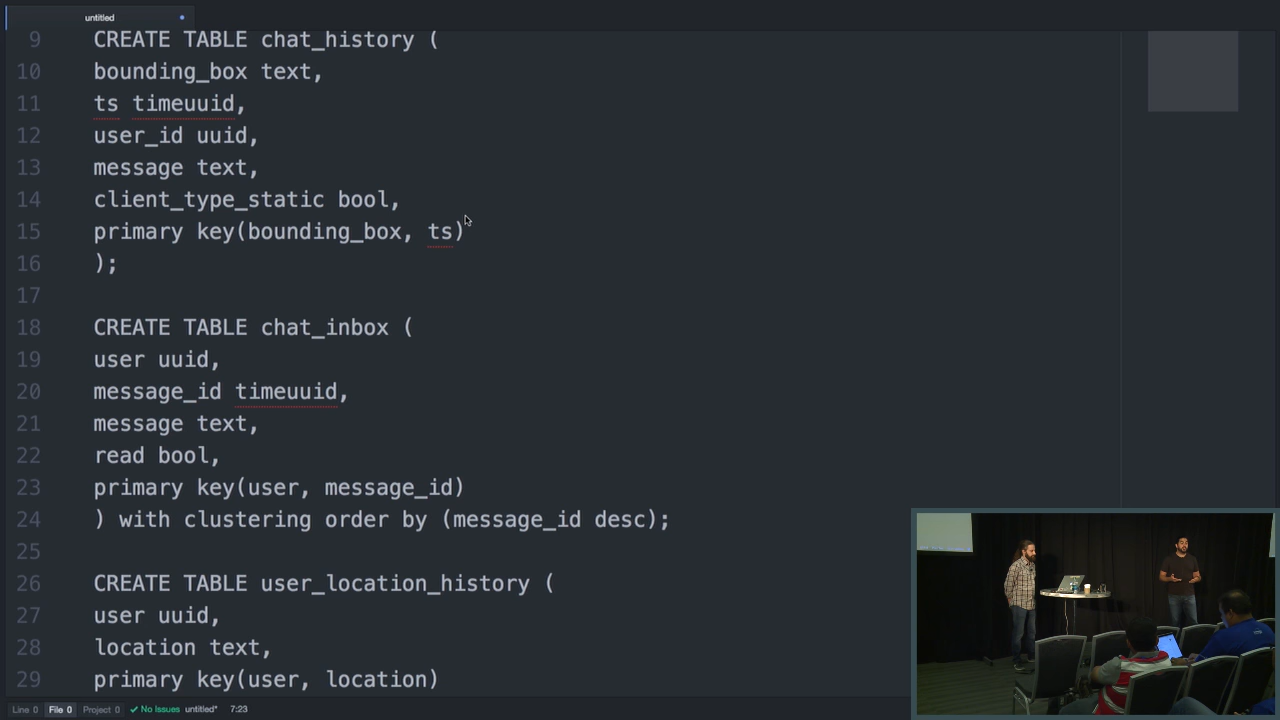 untitled
9 CREATE TABLE chat_history (
10 bounding_box text,
11 ts timeuuid,
12 user_id uuid,
13 message text,
14 client_type_static bool,
15 primary key(bounding_box, ts)
16 );
17
18 CREATE TABLE chat_inbox (
19 user uuid,
20 message_id timeuuid,
21 message text,
22 read bool,
23 primary key(user, message_id)
24 ) with clustering order by (message_id desc);
25
26 CREATE TABLE user_location_history (
27 user uuid,
28 location text,
29 primary key(user, location)
Line 0 File 0 Project 0 No Issues untitled* 7:23